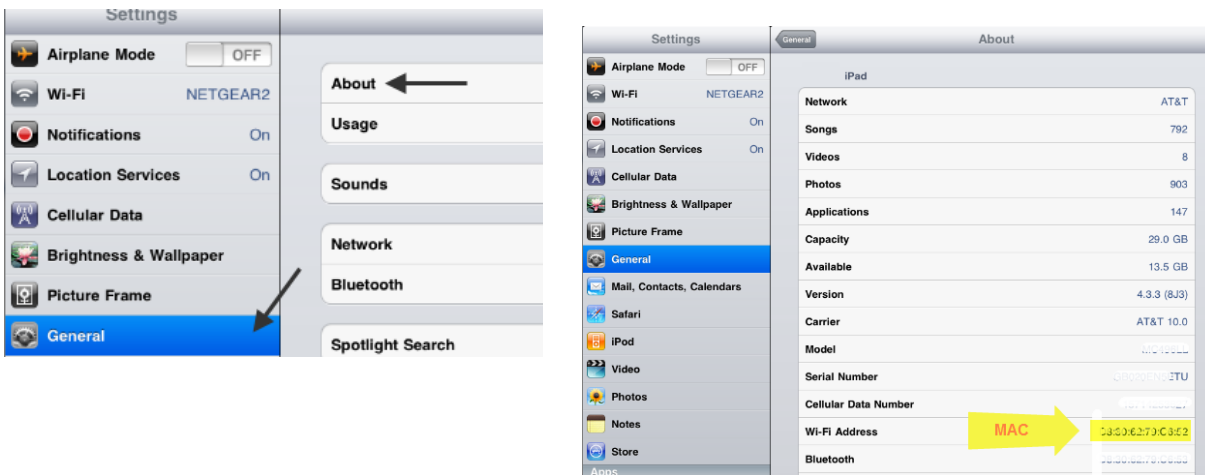 Settings
Airplane Mode OFF
Wi-Fi NETGEAR2
Notifications On
Location Services On
Cellular Data
Brightness & Wallpaper
Picture Frame
General
About
Usage
Sounds
Network
Bluetooth
Spotlight Search
Settings
Airplane Mode OFF
Wi-Fi NETGEAR2
Notifications On
Location Services On
Cellular Data
Brightness & Wallpaper
Picture Frame
General
Mail, Contacts, Calendars
Safari
iPod
Video
Photos
Notes
Store
Apps
General About
iPad
Network AT&T
Songs 792
Videos 8
Photos 903
Applications 147
Capacity 29.0 GB
Available 13.5 GB
Version 4.3.3 (8J3)
Carrier AT&T 10.0
Model
Serial Number
Cellular Data Number
Wi-Fi Address MAC
Bluetooth